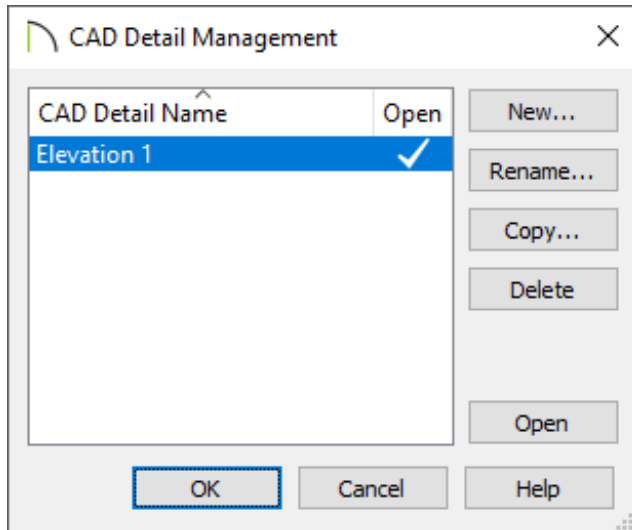 CAD Detail Management
CAD Detail Name Open
Elevation 1
New...
Rename...
Copy...
Delete
Open
OK Cancel Help